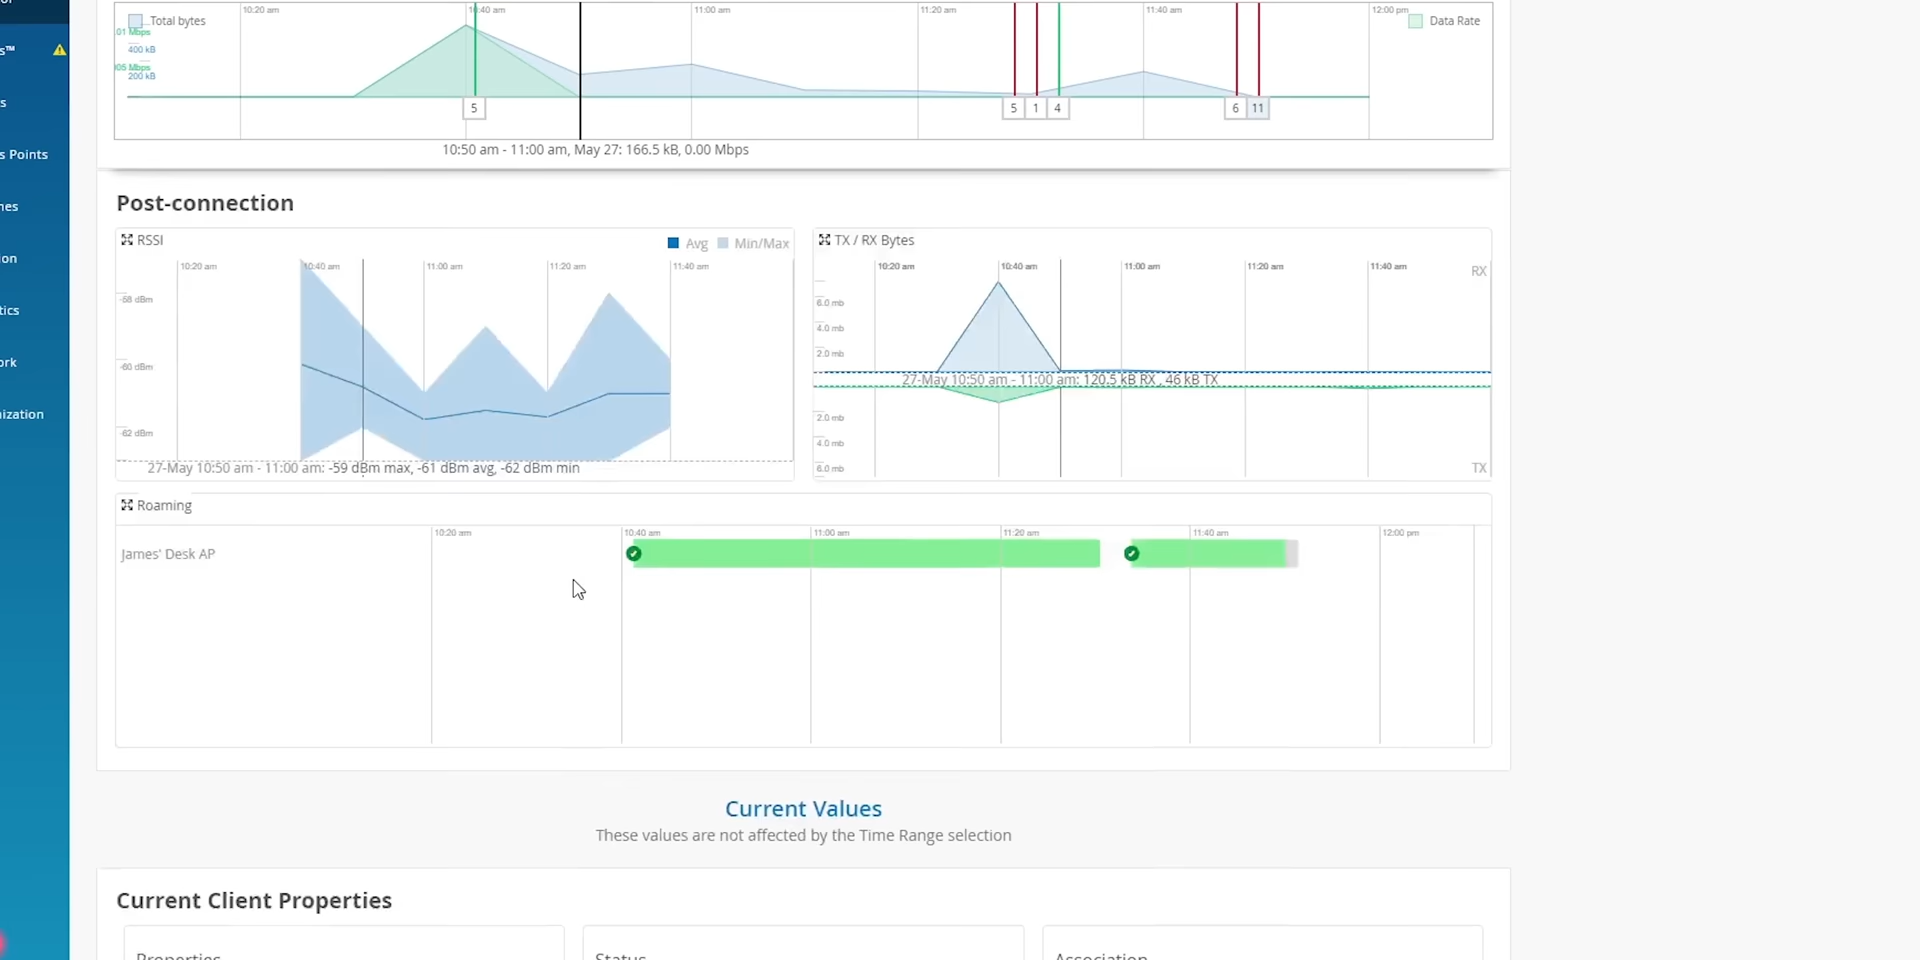 10:20 am
10:40 am
11:00 am
11:20 am
11:40 am
12:00 pm
Total bytes
Data Rate
.01 Mbps
400 kB
005 Mbps
200 kB
5
5
1
4
6
11
10:50 am - 11:00 am, May 27: 166.5 kB, 0.00 Mbps
s™
s
s Points
nes
ion
tics
ork
nization
Post-connection
RSSI
Avg
Min/Max
10:20 am
10:40 am
11:00 am
11:20 am
11:40 am
-58 dBm
-60 dBm
-62 dBm
27-May 10:50 am - 11:00 am: -59 dBm max, -61 dBm avg, -62 dBm min
TX / RX Bytes
10:20 am
10:40 am
11:00 am
11:20 am
11:40 am
RX
6.0 mb
4.0 mb
2.0 mb
27-May 10:50 am - 11:00 am: 120.5 kB RX , 46 kB TX
2.0 mb
4.0 mb
6.0 mb
TX
Roaming
10:20 am
10:40 am
11:00 am
11:20 am
11:40 am
12:00 pm
James' Desk AP
Current Values
These values are not affected by the Time Range selection
Current Client Properties
Properties
Status
Association